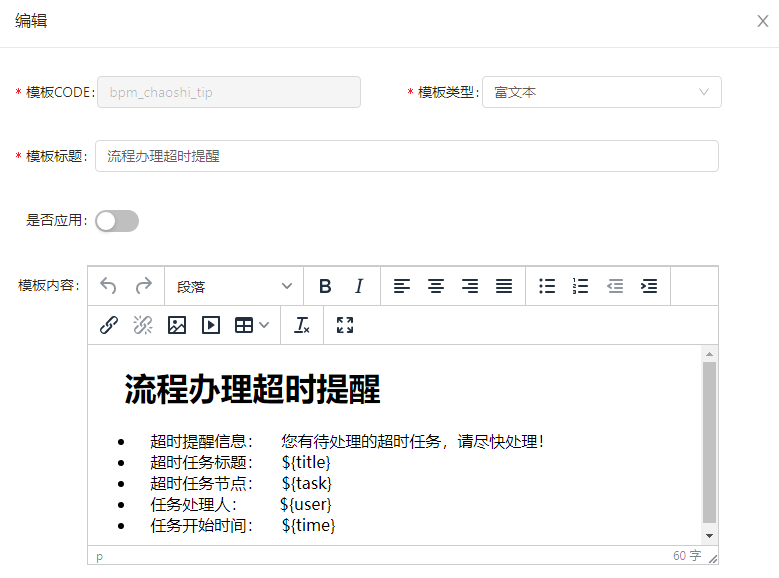 编辑
* 模板CODE: bpm_chaoshi_tip * 模板类型: 富文本
* 模板标题: 流程办理超时提醒
是否应用:
模板内容:
段落 B I
流程办理超时提醒
• 超时提醒信息： 您有待处理的超时任务，请尽快处理！
• 超时任务标题： ${title}
• 超时任务节点： ${task}
• 任务处理人： ${user}
• 任务开始时间： ${time}
p 60 字